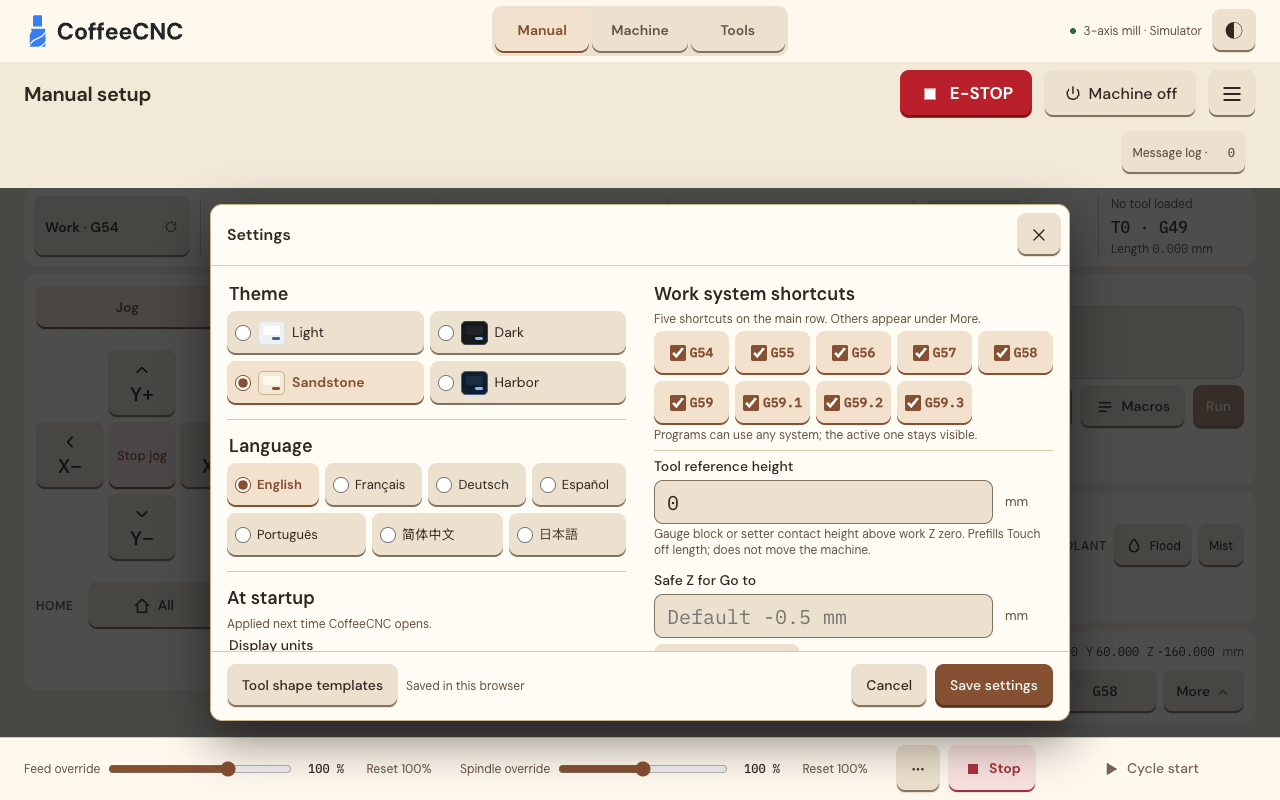 CoffeeCNC
Manual Machine Tools
3-axis mill · Simulator
Manual setup
E-STOP Machine off
Message log · 0
Work · G54
No tool loaded
T0 · G49
Length 0.000 mm
Jog
Y+
X− Stop jog X
Y−
HOME All
Macros Run
Flood Mist
0 Y 60.000 Z -160.000 mm
G58 More
Settings
Theme
Light Dark
Sandstone Harbor
Language
English Français Deutsch Español
Português 简体中文 日本語
At startup
Applied next time CoffeeCNC opens.
Display units
Work system shortcuts
Five shortcuts on the main row. Others appear under More.
G54 G55 G56 G57 G58
G59 G59.1 G59.2 G59.3
Programs can use any system; the active one stays visible.
Tool reference height
0 mm
Gauge block or setter contact height above work Z zero. Prefills Touch
off length; does not move the machine.
Safe Z for Go to
Default -0.5 mm mm
Tool shape templates Saved in this browser Cancel Save settings
Feed override 100 % Reset 100% Spindle override 100 % Reset 100% ... Stop Cycle start